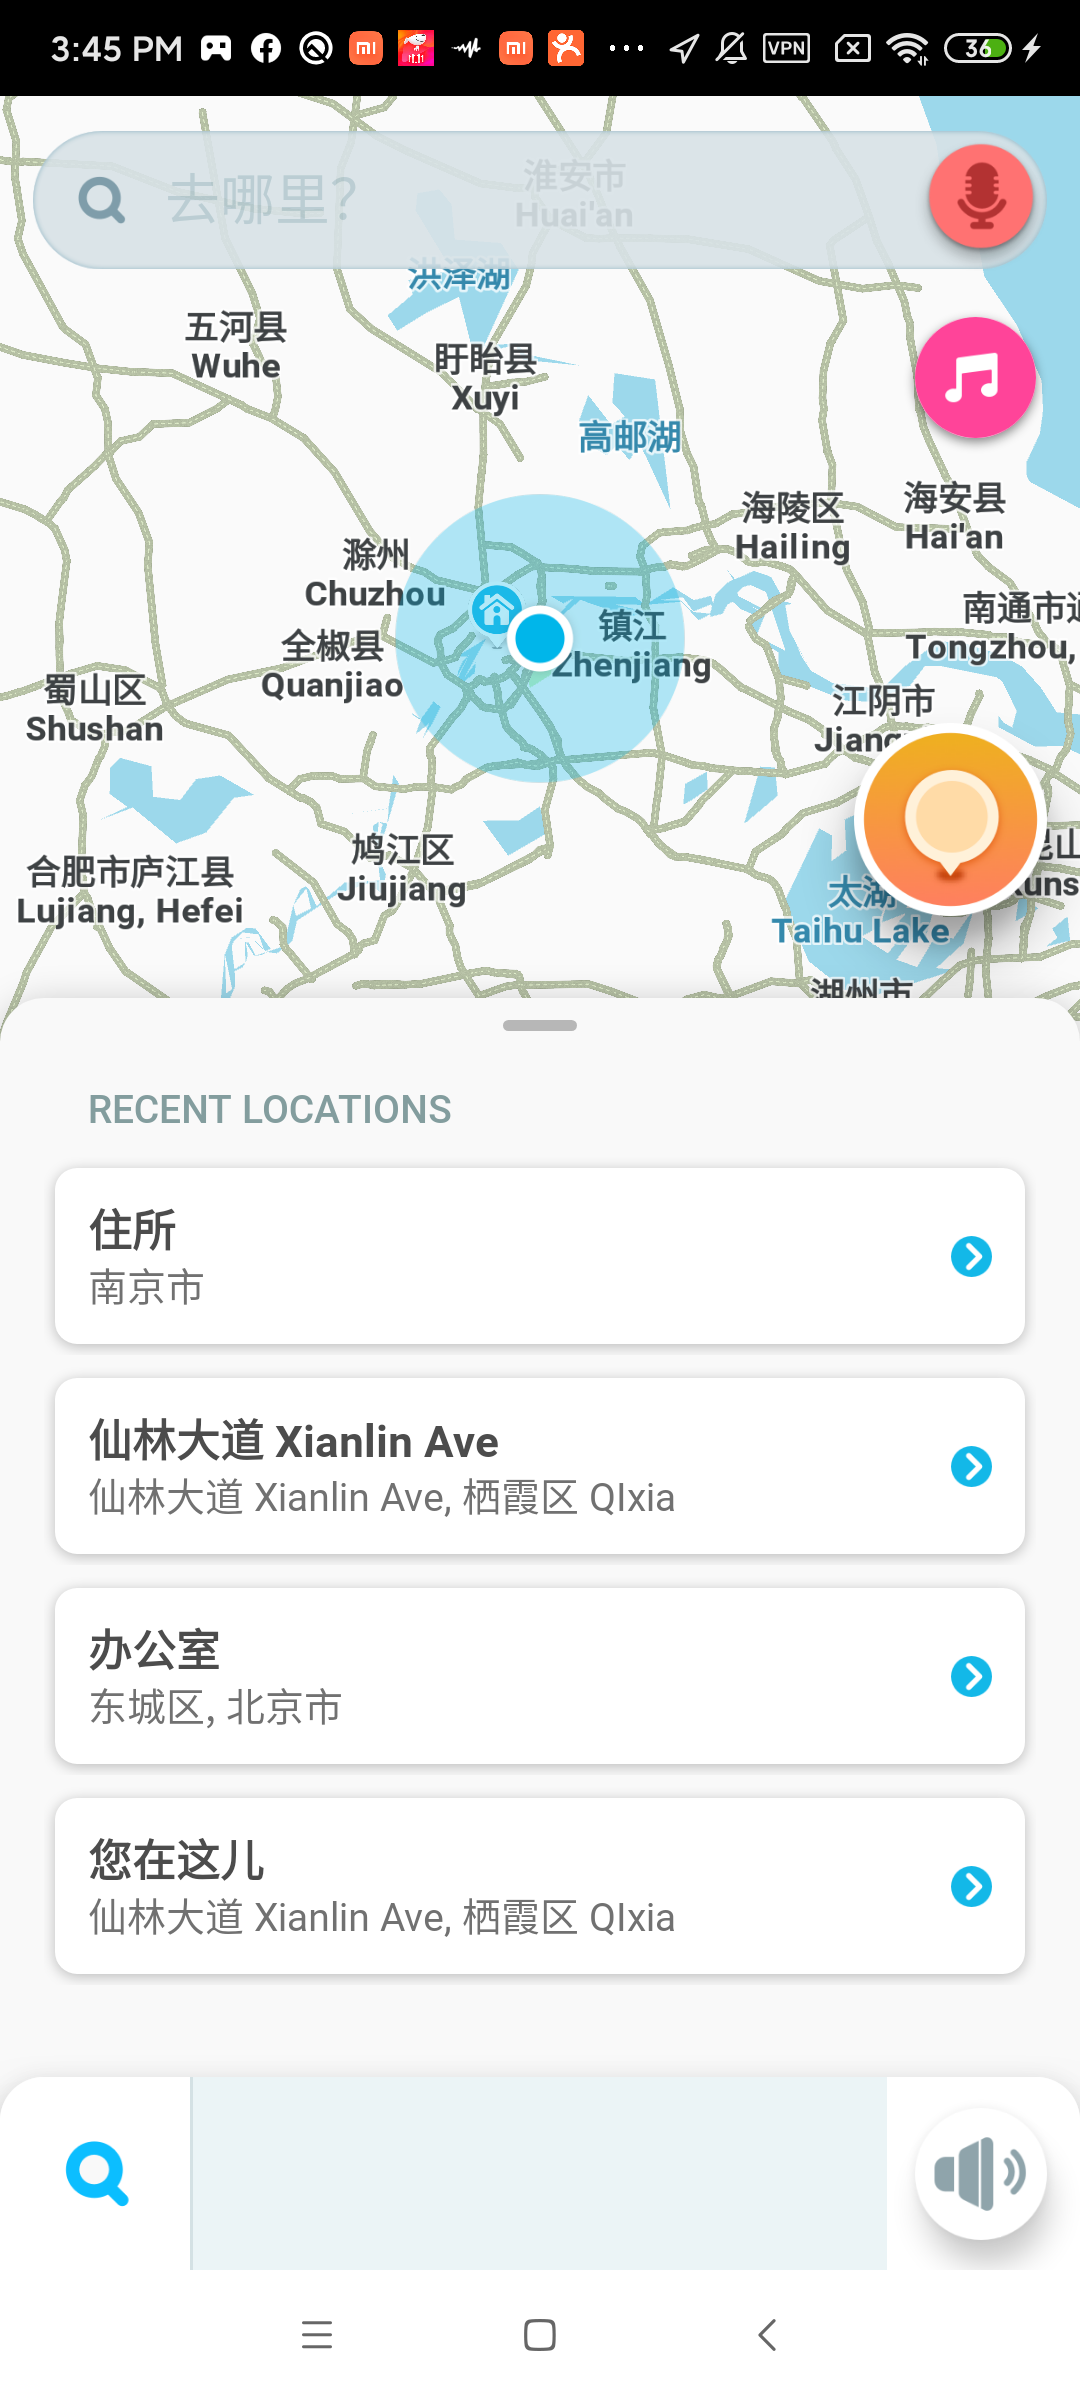 3:45 PM
VPN
36
去哪里?
淮安市
Huai'an
洪泽湖
五河县
Wuhe
盱眙县
Xuyi
高邮湖
海陵区
Hailing
海安县
Hai'an
滁州
Chuzhou
南通市通
Tongzhou,
镇江
Zhenjiang
全椒县
Quanjiao
蜀山区
Shushan
江阴市
Jiang
鸠江区
Jiujiang
合肥市庐江县
Lujiang, Hefei
昆山
Kuns
太湖
Taihu Lake
湖州市
RECENT LOCATIONS
住所
南京市
仙林大道 Xianlin Ave
仙林大道 Xianlin Ave, 栖霞区 QIxia
办公室
东城区, 北京市
您在这儿
仙林大道 Xianlin Ave, 栖霞区 QIxia